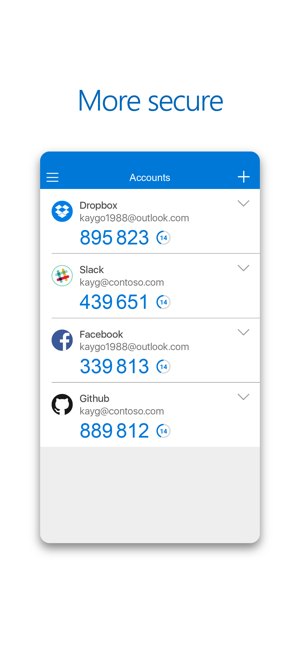 More secure
Accounts
Dropbox
kaygo1988@outlook.com
895 823 14
Slack
kayg@contoso.com
439 651 14
Facebook
kaygo1988@outlook.com
339 813 14
Github
kayg@contoso.com
889 812 14